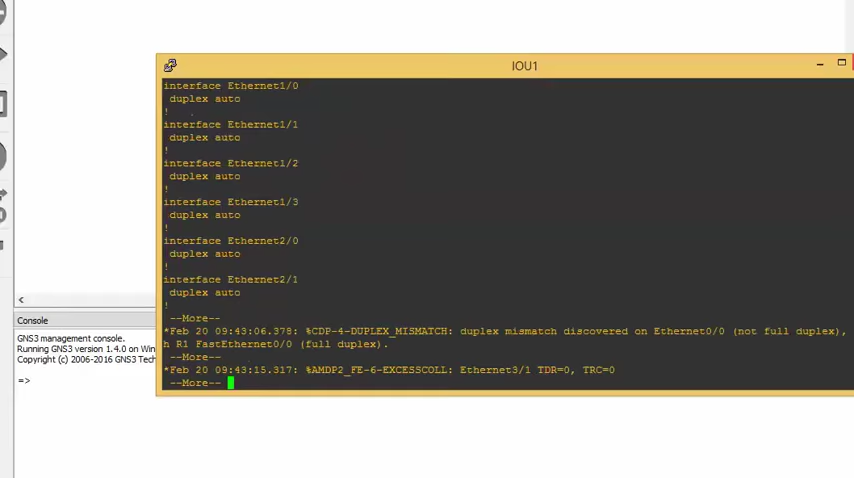 IOU1
interface Ethernet1/0
 duplex auto
!
interface Ethernet1/1
 duplex auto
!
interface Ethernet1/2
 duplex auto
!
interface Ethernet1/3
 duplex auto
!
interface Ethernet2/0
 duplex auto
!
interface Ethernet2/1
 duplex auto
!
 --More--
*Feb 20 09:43:06.378: %CDP-4-DUPLEX_MISMATCH: duplex mismatch discovered on Ethernet0/0 (not full duplex),
h R1 FastEthernet0/0 (full duplex).
 --More--
*Feb 20 09:43:15.317: %AMDP2_FE-6-EXCESSCOLL: Ethernet3/1 TDR=0, TRC=0
 --More--
Console
GNS3 management console.
Running GNS3 version 1.4.0 on Win
Copyright (c) 2006-2016 GNS3 Tech
=>